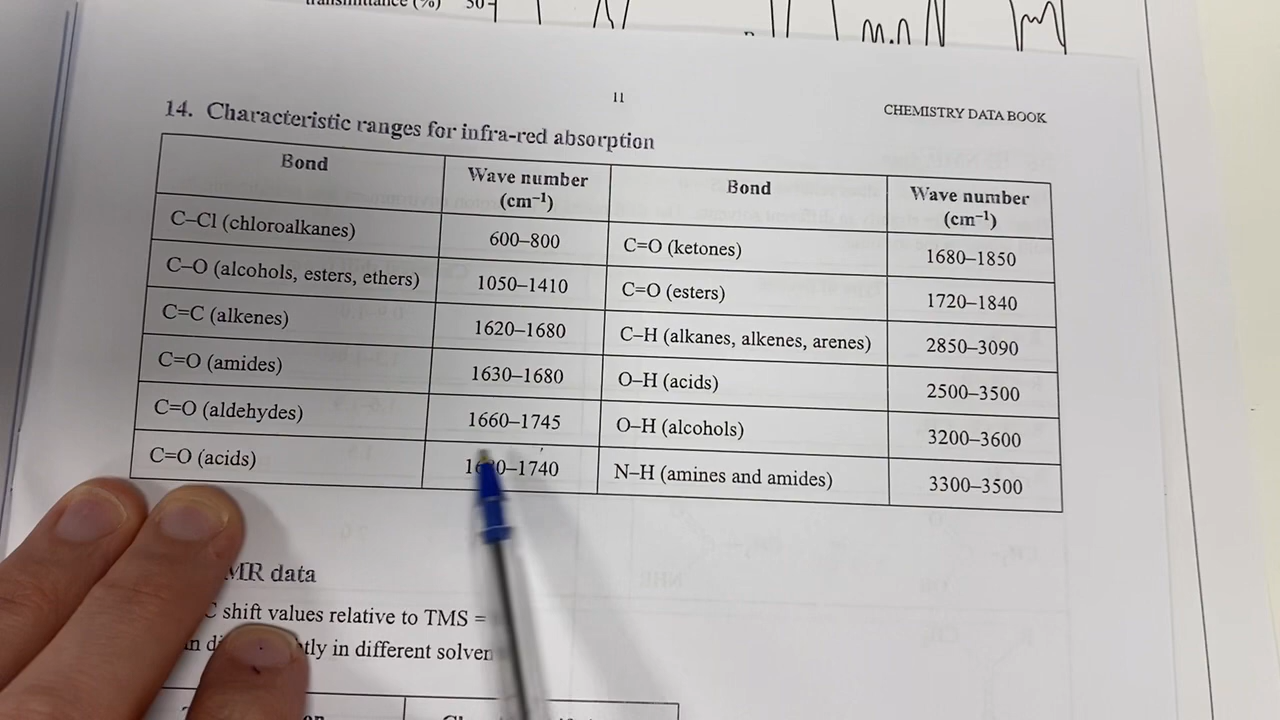 transmittance (%) 50
11
CHEMISTRY DATA BOOK
14. Characteristic ranges for infra-red absorption
Bond Wave number (cm⁻¹) Bond Wave number (cm⁻¹)
C–Cl (chloroalkanes) 600–800 C=O (ketones) 1680–1850
C–O (alcohols, esters, ethers) 1050–1410 C=O (esters) 1720–1840
C=C (alkenes) 1620–1680 C–H (alkanes, alkenes, arenes) 2850–3090
C=O (amides) 1630–1680 O–H (acids) 2500–3500
C=O (aldehydes) 1660–1745 O–H (alcohols) 3200–3600
C=O (acids) –1740 N–H (amines and amides) 3300–3500
MR data
C shift values relative to TMS =
tly in different solven